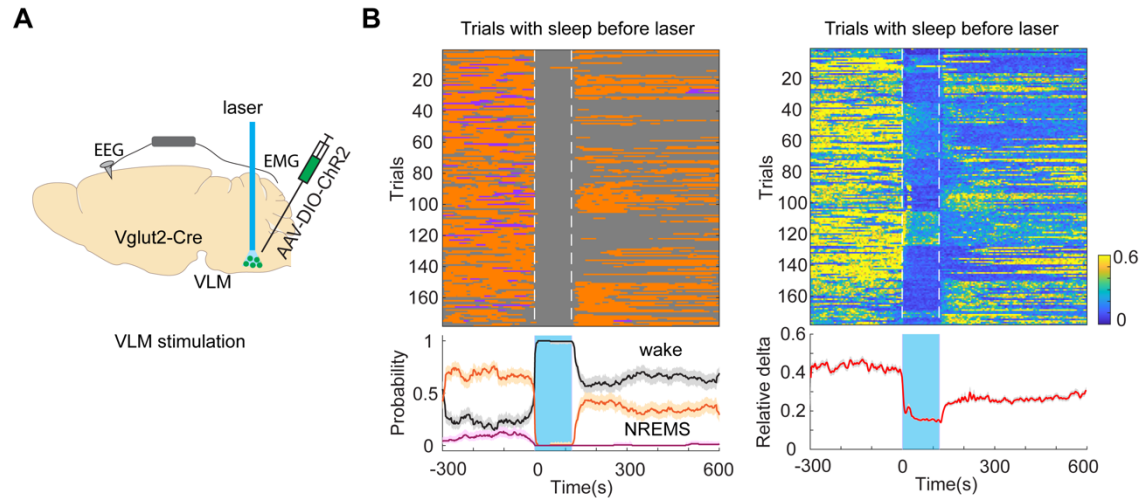 A
laser
EEG
EMG
AAV-DIO-ChR2
Vglut2-Cre
VLM
VLM stimulation
B
Trials with sleep before laser
Trials
20
40
60
80
100
120
140
160
Probability
1
0.5
0
wake
NREMS
-300 0 300 600
Time(s)
Trials with sleep before laser
Trials
20
40
60
80
100
120
140
160
0.6
0
Relative delta
0.6
0.4
0.2
0
-300 0 300 600
Time(s)